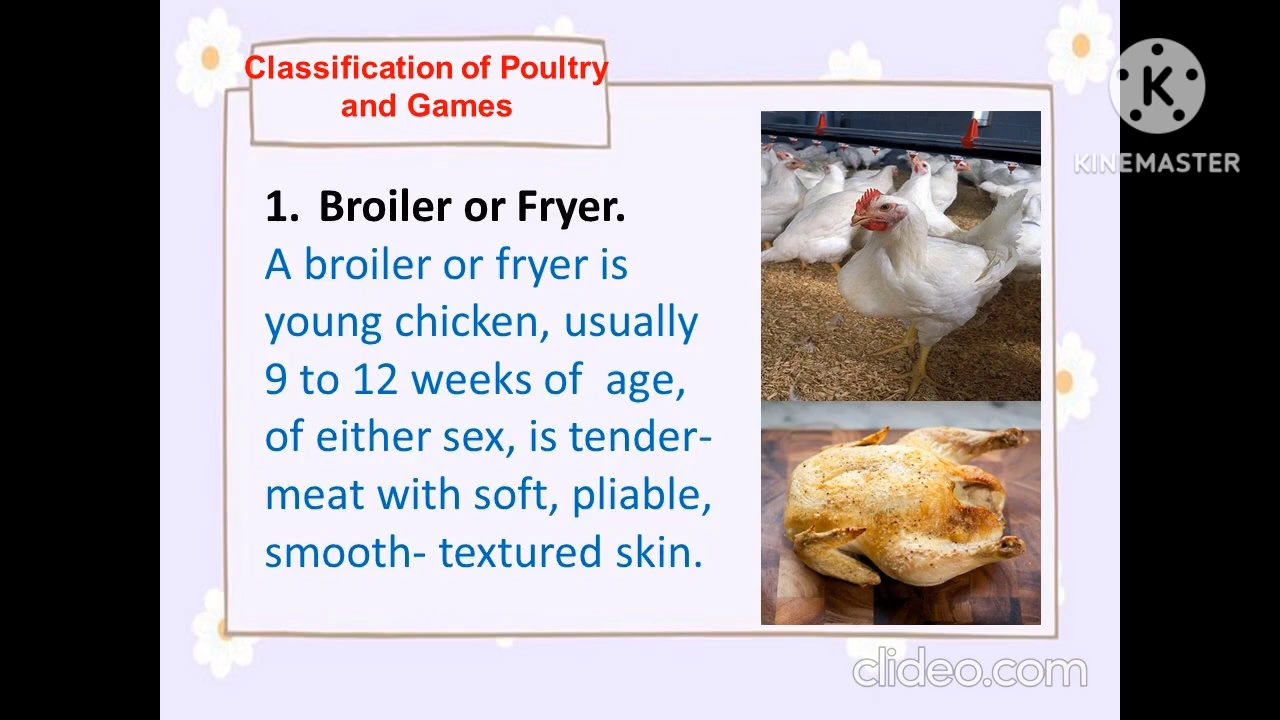 Classification of Poultry
and Games
K
KINEMASTER
1. Broiler or Fryer.
A broiler or fryer is
young chicken, usually
9 to 12 weeks of age,
of either sex, is tender-
meat with soft, pliable,
smooth- textured skin.
clideo.com